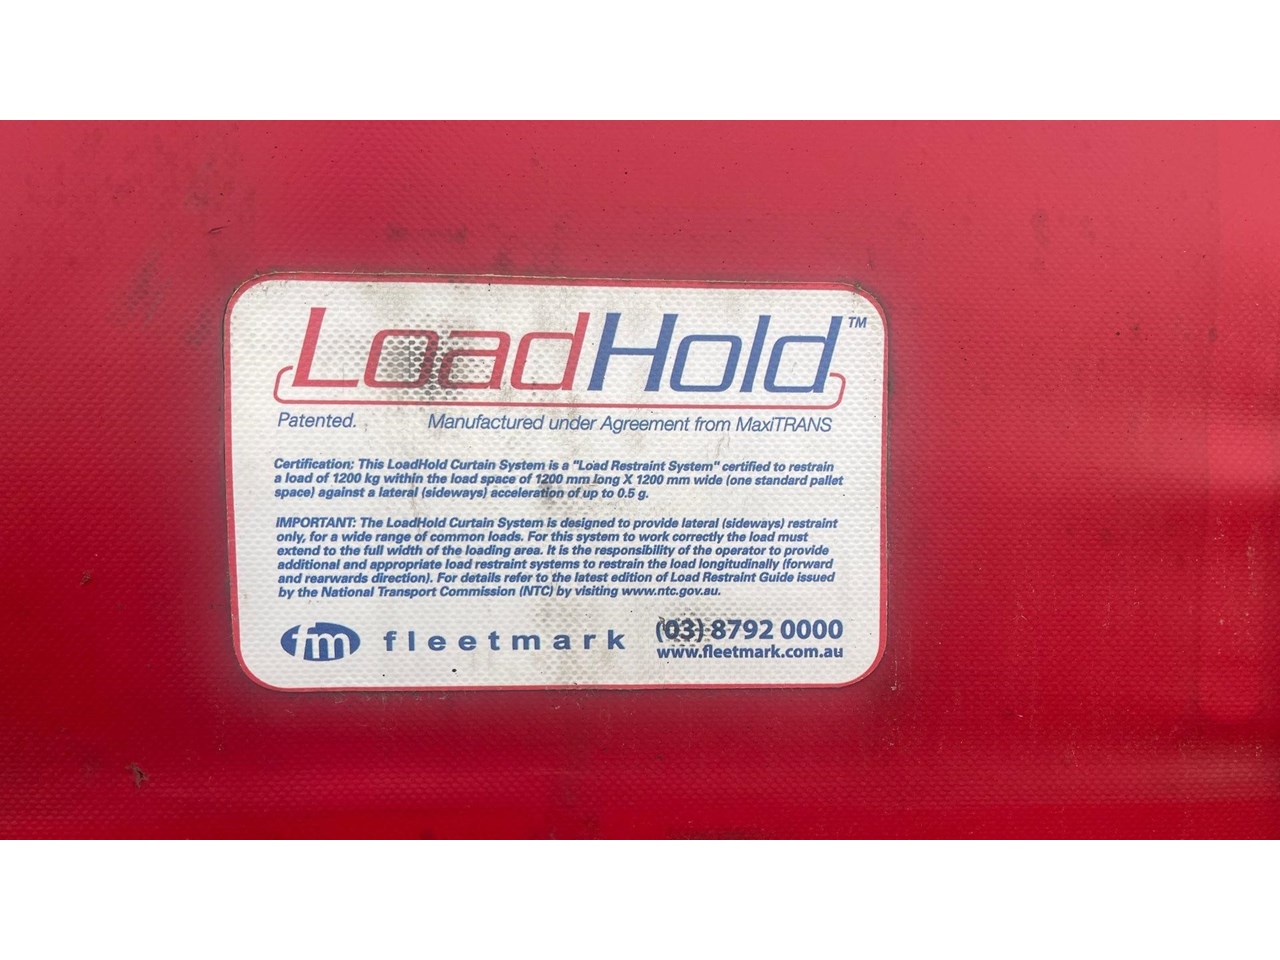 LoadHold™
Patented. Manufactured under Agreement from MaxiTRANS
Certification: This LoadHold Curtain System is a "Load Restraint System" certified to restrain
a load of 1200 kg within the load space of 1200 mm long X 1200 mm wide (one standard pallet
space) against a lateral (sideways) acceleration of up to 0.5 g.
IMPORTANT: The LoadHold Curtain System is designed to provide lateral (sideways) restraint
only, for a wide range of common loads. For this system to work correctly the load must
extend to the full width of the loading area. It is the responsibility of the operator to provide
additional and appropriate load restraint systems to restrain the load longitudinally (forward
and rearwards direction). For details refer to the latest edition of Load Restraint Guide issued
by the National Transport Commission (NTC) by visiting www.ntc.gov.au.
fm fleetmark (03) 8792 0000
www.fleetmark.com.au